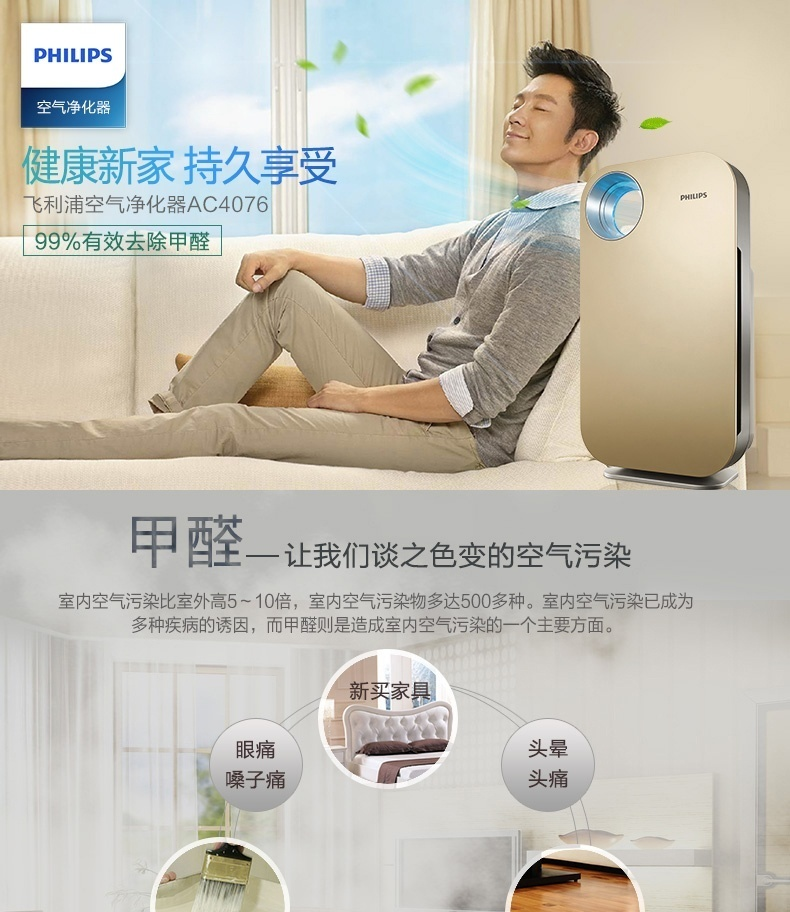 PHILIPS
空气净化器
健康新家 持久享受
飞利浦空气净化器AC4076
99%有效去除甲醛
PHILIPS
甲醛—让我们谈之色变的空气污染
室内空气污染比室外高5~10倍，室内空气污染物多达500多种。室内空气污染已成为
多种疾病的诱因，而甲醛则是造成室内空气污染的一个主要方面。
新买家具
眼痛
嗓子痛
头晕
头痛